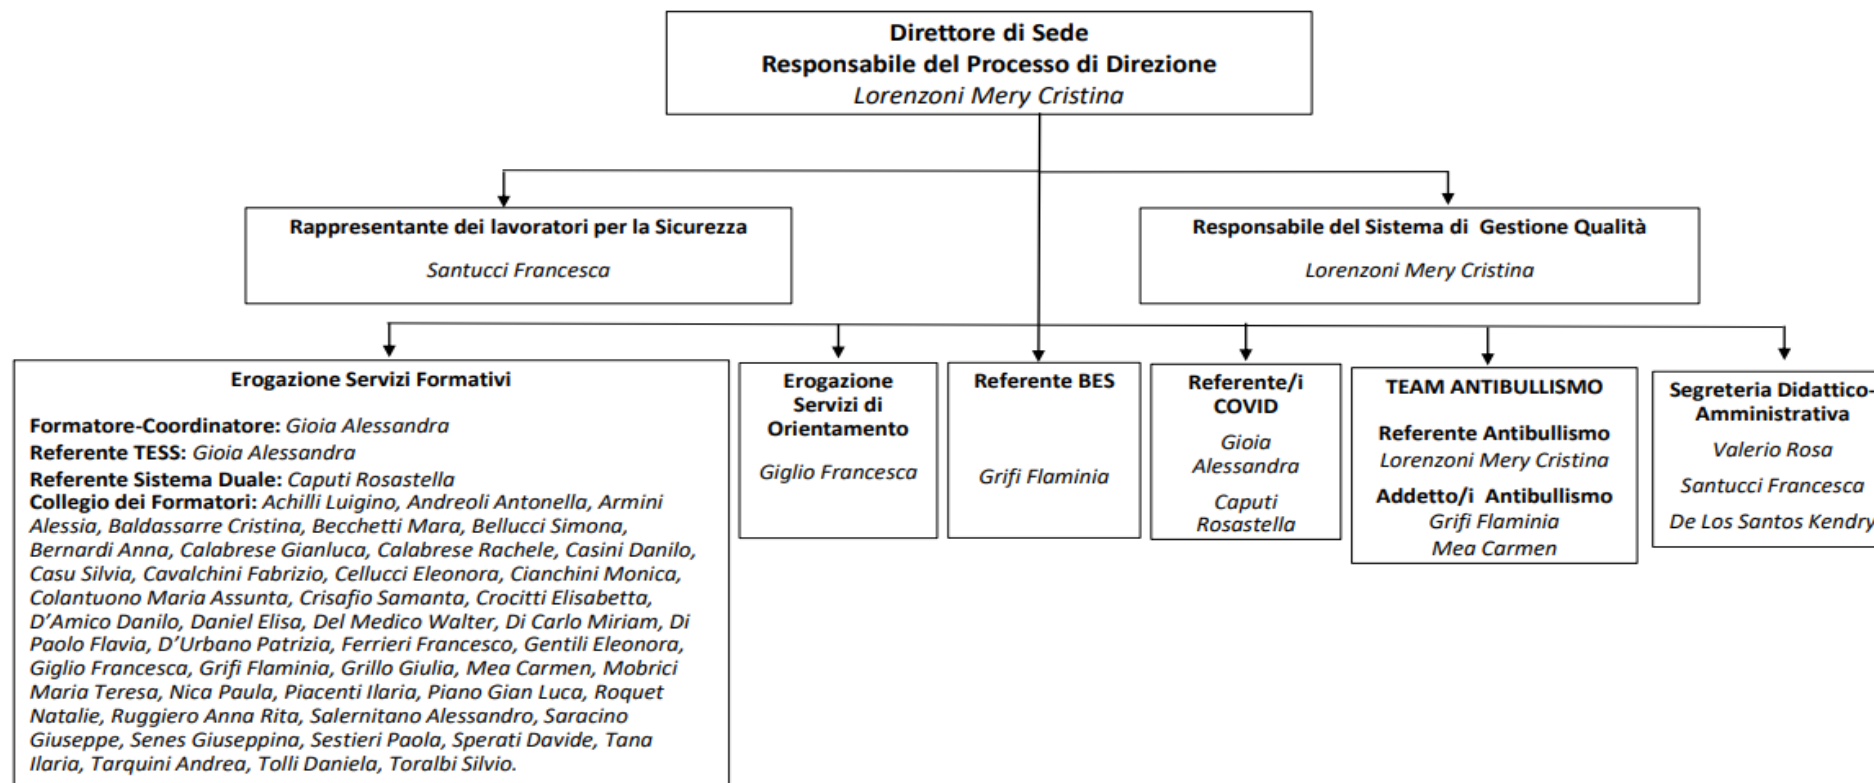 Direttore di Sede
Responsabile del Processo di Direzione
Lorenzoni Mery Cristina
Rappresentante dei lavoratori per la Sicurezza
Santucci Francesca
Responsabile del Sistema di Gestione Qualità
Lorenzoni Mery Cristina
Erogazione Servizi Formativi
Formatore-Coordinatore: Gioia Alessandra
Referente TESS: Gioia Alessandra
Referente Sistema Duale: Caputi Rosastella
Collegio dei Formatori: Achilli Luigino, Andreoli Antonella, Armini
Alessia, Baldassarre Cristina, Becchetti Mara, Bellucci Simona,
Bernardi Anna, Calabrese Gianluca, Calabrese Rachele, Casini Danilo,
Casu Silvia, Cavalchini Fabrizio, Cellucci Eleonora, Cianchini Monica,
Colantuono Maria Assunta, Crisafio Samanta, Crocitti Elisabetta,
D’Amico Danilo, Daniel Elisa, Del Medico Walter, Di Carlo Miriam, Di
Paolo Flavia, D’Urbano Patrizia, Ferrieri Francesco, Gentili Eleonora,
Giglio Francesca, Grifi Flaminia, Grillo Giulia, Mea Carmen, Mobrici
Maria Teresa, Nica Paula, Piacenti Ilaria, Piano Gian Luca, Roquet
Natalie, Ruggiero Anna Rita, Salernitano Alessandro, Saracino
Giuseppe, Senes Giuseppina, Sestieri Paola, Sperati Davide, Tana
Ilaria, Tarquini Andrea, Tolli Daniela, Toralbi Silvio.
Erogazione
Servizi di
Orientamento
Giglio Francesca
Referente BES
Grifi Flaminia
Referente/i
COVID
Gioia
Alessandra
Caputi
Rosastella
TEAM ANTIBULLISMO
Referente Antibullismo
Lorenzoni Mery Cristina
Addetto/i Antibullismo
Grifi Flaminia
Mea Carmen
Segreteria Didattico-
Amministrativa
Valerio Rosa
Santucci Francesca
De Los Santos Kendry